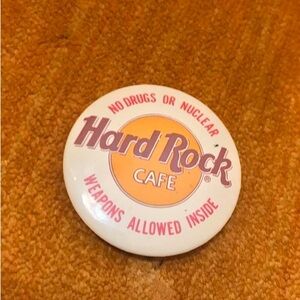 NO DRUGS OR NUCLEAR
Hard Rock
CAFE
®
WEAPONS ALLOWED INSIDE